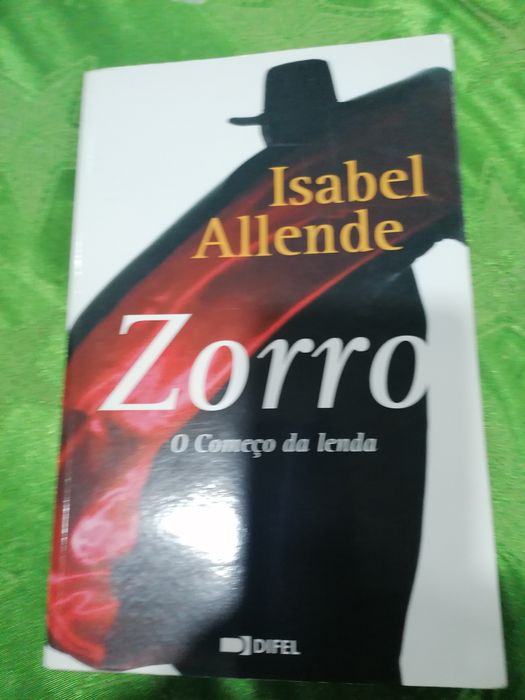 Isabel
Allende
Zorro
O Começo da lenda
DIFEL